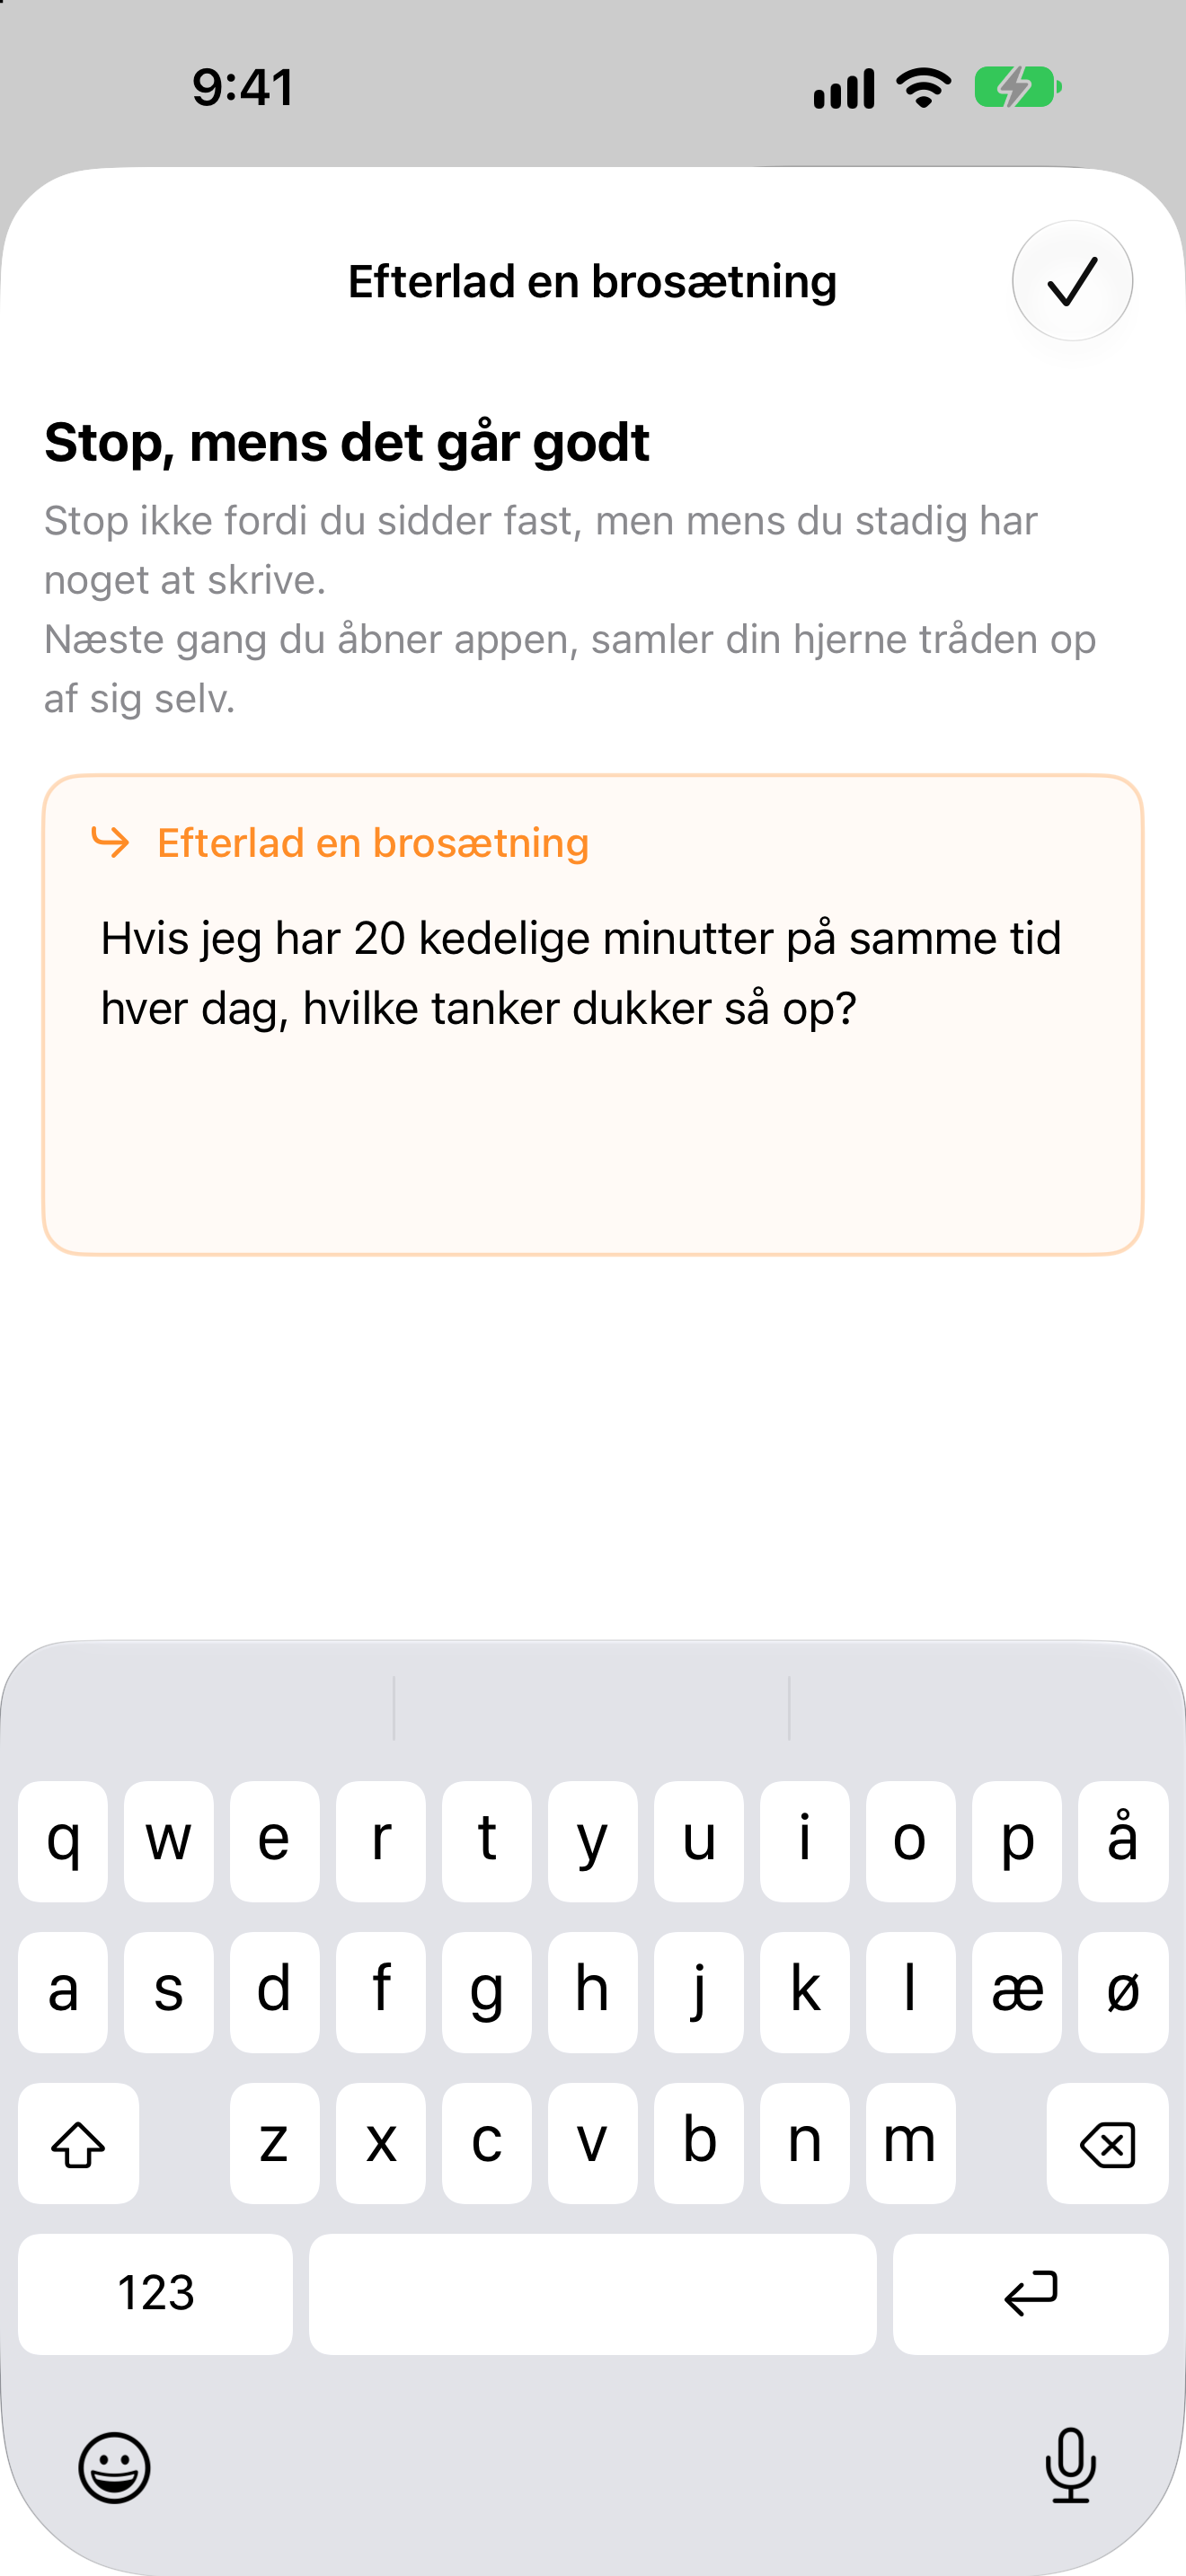 9:41
Efterlad en brosætning
Stop, mens det går godt
Stop ikke fordi du sidder fast, men mens du stadig har
noget at skrive.
Næste gang du åbner appen, samler din hjerne tråden op
af sig selv.
Efterlad en brosætning
Hvis jeg har 20 kedelige minutter på samme tid
hver dag, hvilke tanker dukker så op?
q w e r t y u i o p å
a s d f g h j k l æ ø
z x c v b n m
123